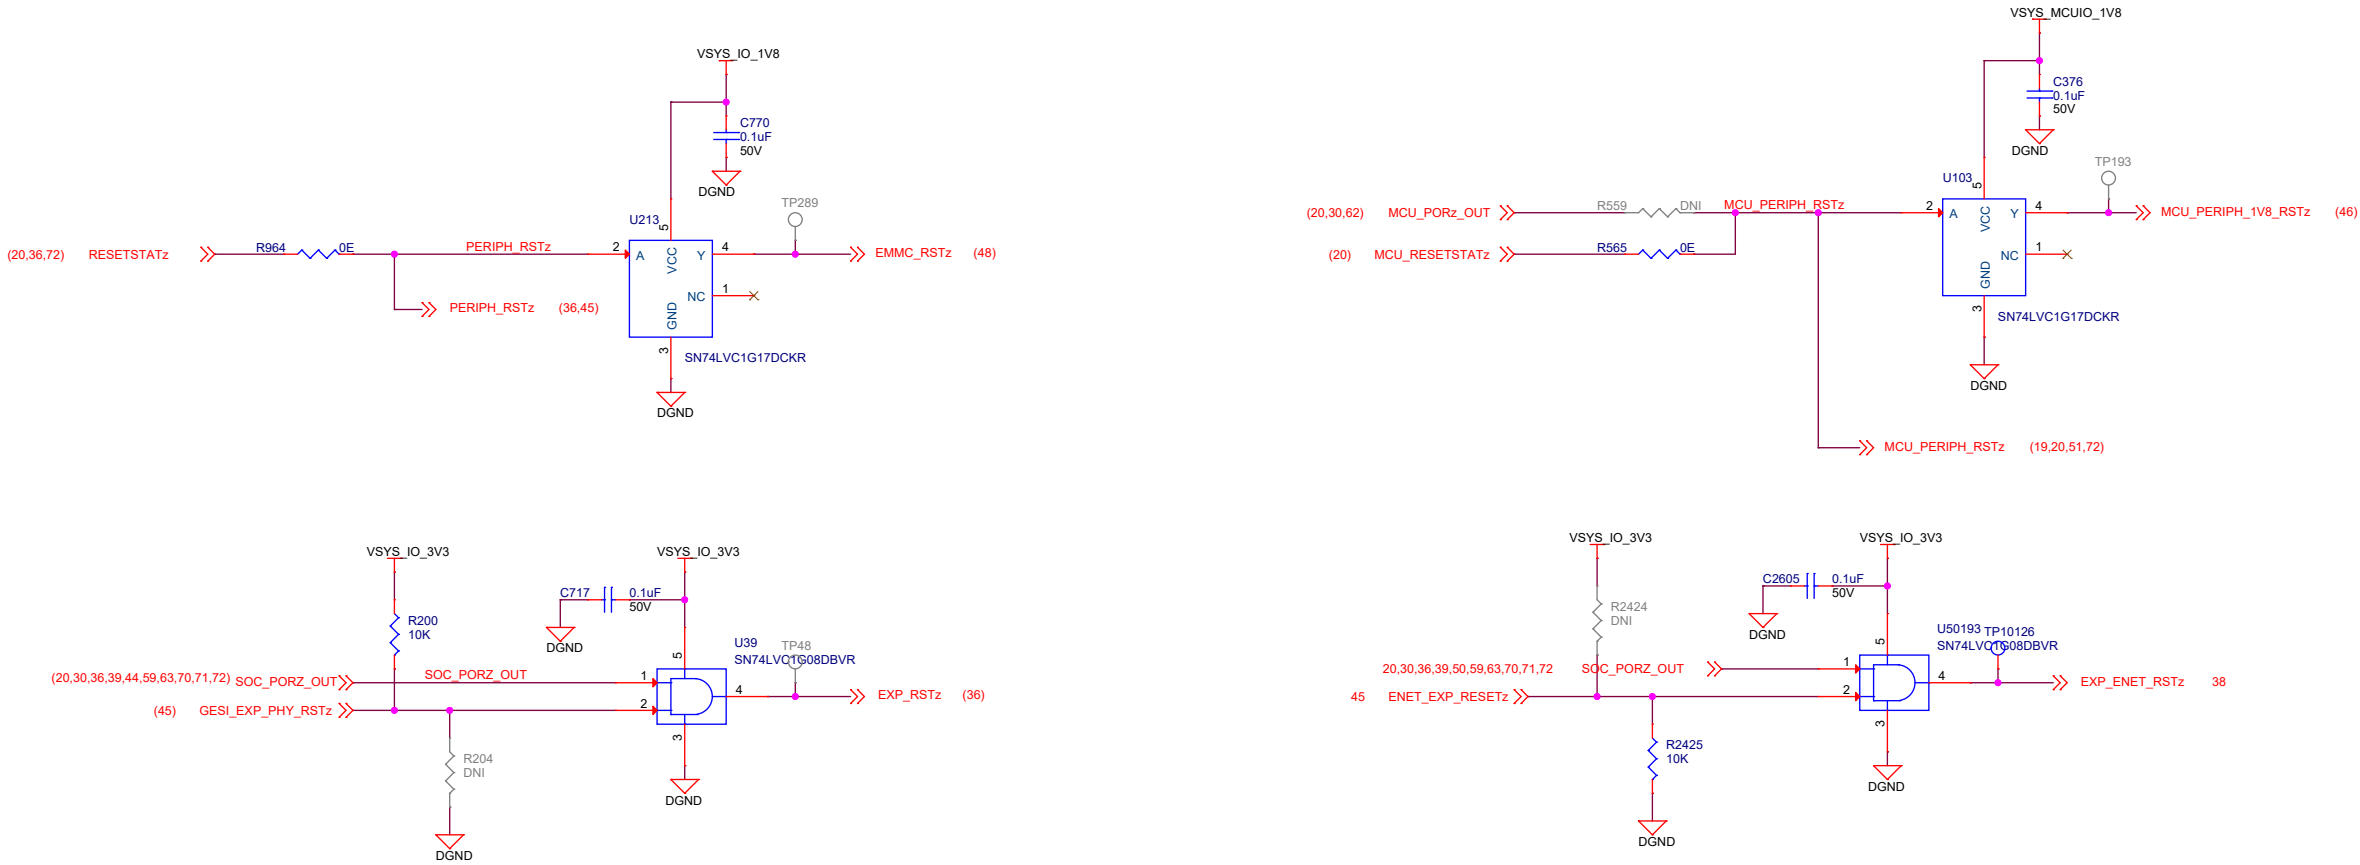 VSYS_IO_1V8
C770
0.1uF
50V
DGND
TP289
U213
5
(20,36,72) RESETSTATz
R964 0E
PERIPH_RSTz
2 A VCC Y 4
EMMC_RSTz (48)
NC 1
GND
PERIPH_RSTz (36,45)
3
SN74LVC1G17DCKR
DGND
VSYS_MCUIO_1V8
C376
0.1uF
50V
DGND
TP193
U103
5
(20,30,62) MCU_PORz_OUT
R559 DNI
MCU_PERIPH_RSTz
2 A VCC Y 4
MCU_PERIPH_1V8_RSTz (46)
(20) MCU_RESETSTATz
R565 0E
NC 1
GND
3
SN74LVC1G17DCKR
DGND
MCU_PERIPH_RSTz (19,20,51,72)
VSYS_IO_3V3
VSYS_IO_3V3
C717 0.1uF
50V
DGND
R200
10K
U39
TP48
SN74LVC1G08DBVR
5
(20,30,36,39,44,59,63,70,71,72) SOC_PORZ_OUT
SOC_PORZ_OUT
1
4
EXP_RSTz (36)
(45) GESI_EXP_PHY_RSTz
2
3
R204
DNI
DGND
DGND
VSYS_IO_3V3
VSYS_IO_3V3
C2605 0.1uF
50V
DGND
R2424
DNI
U50193
TP10126
SN74LVC1G08DBVR
5
20,30,36,39,50,59,63,70,71,72 SOC_PORZ_OUT
1
4
EXP_ENET_RSTz 38
45 ENET_EXP_RESETz
2
3
R2425
10K
DGND
DGND